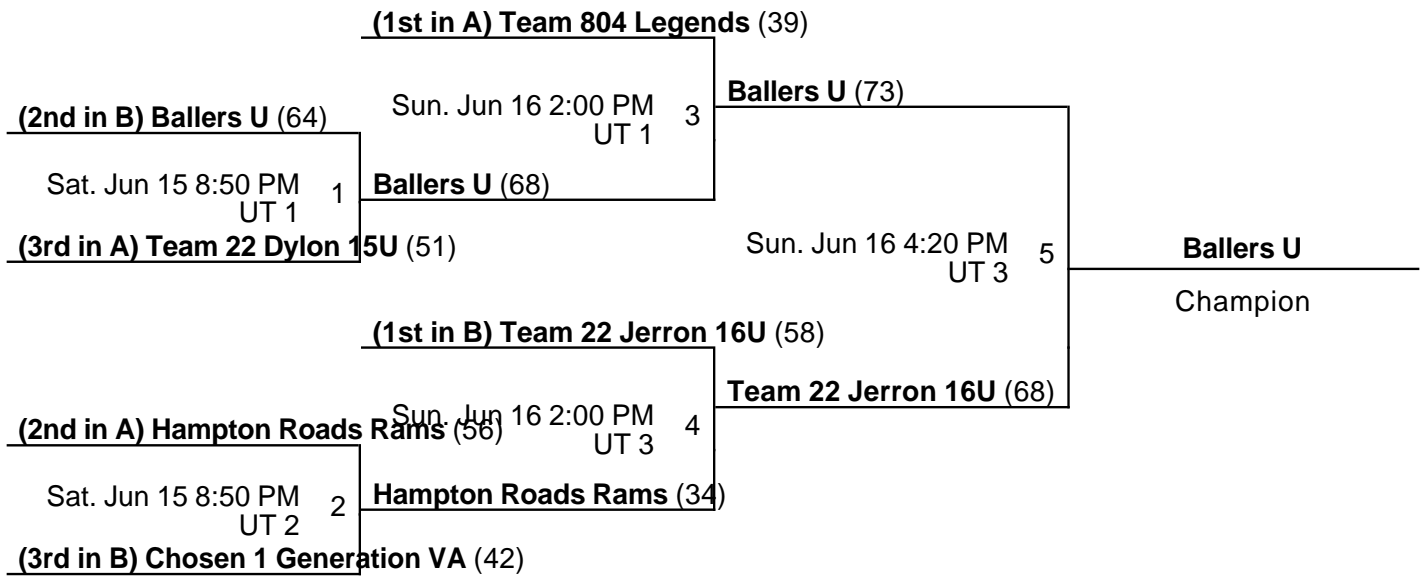 (1st in A) Team 804 Legends (39)
Sun. Jun 16 2:00 PM 3
UT 1
Ballers U (73)
(2nd in B) Ballers U (64)
Sat. Jun 15 8:50 PM 1
UT 1
Ballers U (68)
(3rd in A) Team 22 Dylon 15U (51)
Sun. Jun 16 4:20 PM 5
UT 3
Ballers U
Champion
(1st in B) Team 22 Jerron 16U (58)
Sun. Jun 16 2:00 PM 4
UT 3
Team 22 Jerron 16U (68)
(2nd in A) Hampton Roads Rams (56)
Sat. Jun 15 8:50 PM 2
UT 2
Hampton Roads Rams (34)
(3rd in B) Chosen 1 Generation VA (42)